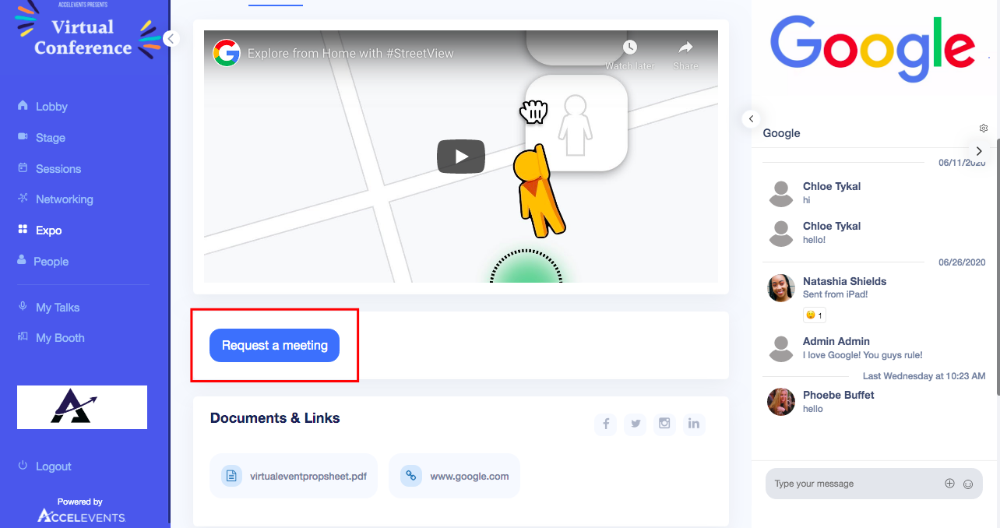 ACCELEVENTS PRESENTS
Virtual
Conference
Lobby
Stage
Sessions
Networking
Expo
People
My Talks
My Booth
Logout
Powered by
ACCELEVENTS
Explore from Home with #StreetView
Watch later
Share
Request a meeting
Documents & Links
virtualeventpropsheet.pdf
www.google.com
Google
Google
06/11/2020
Chloe Tykal
hi
Chloe Tykal
hello!
06/26/2020
Natashia Shields
Sent from iPad!
1
Admin Admin
I love Google! You guys rule!
Last Wednesday at 10:23 AM
Phoebe Buffet
hello
Type your message